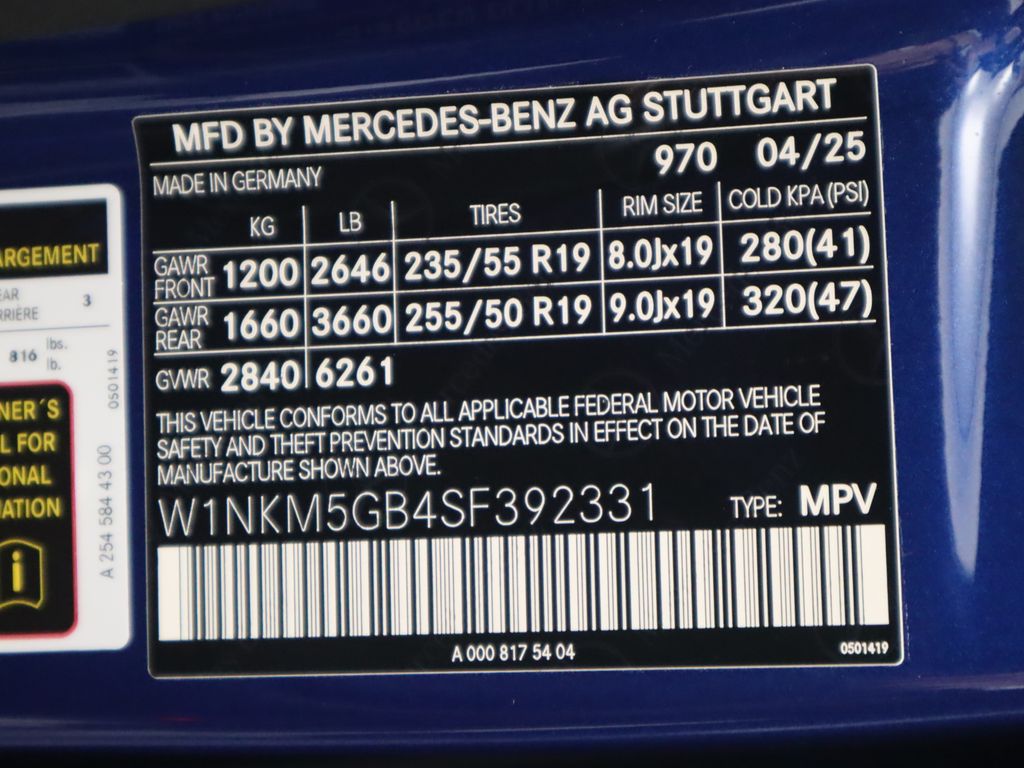 MFD BY MERCEDES-BENZ AG STUTTGART
970 04/25
MADE IN GERMANY
KG LB TIRES RIM SIZE COLD KPA (PSI)
GAWR FRONT 1200 2646 235/55 R19 8.0Jx19 280(41)
GAWR REAR 1660 3660 255/50 R19 9.0Jx19 320(47)
GVWR 2840 6261
THIS VEHICLE CONFORMS TO ALL APPLICABLE FEDERAL MOTOR VEHICLE
SAFETY AND THEFT PREVENTION STANDARDS IN EFFECT ON THE DATE OF
MANUFACTURE SHOWN ABOVE.
W1NKM5GB4SF392331 TYPE: MPV
A 000 817 54 04 0501419
ARGEMENT
EAR 3
RRIÈRE
816 lbs.
lb.
NER´S
L FOR
ONAL
MATION
i
0501419
A 254 584 43 00